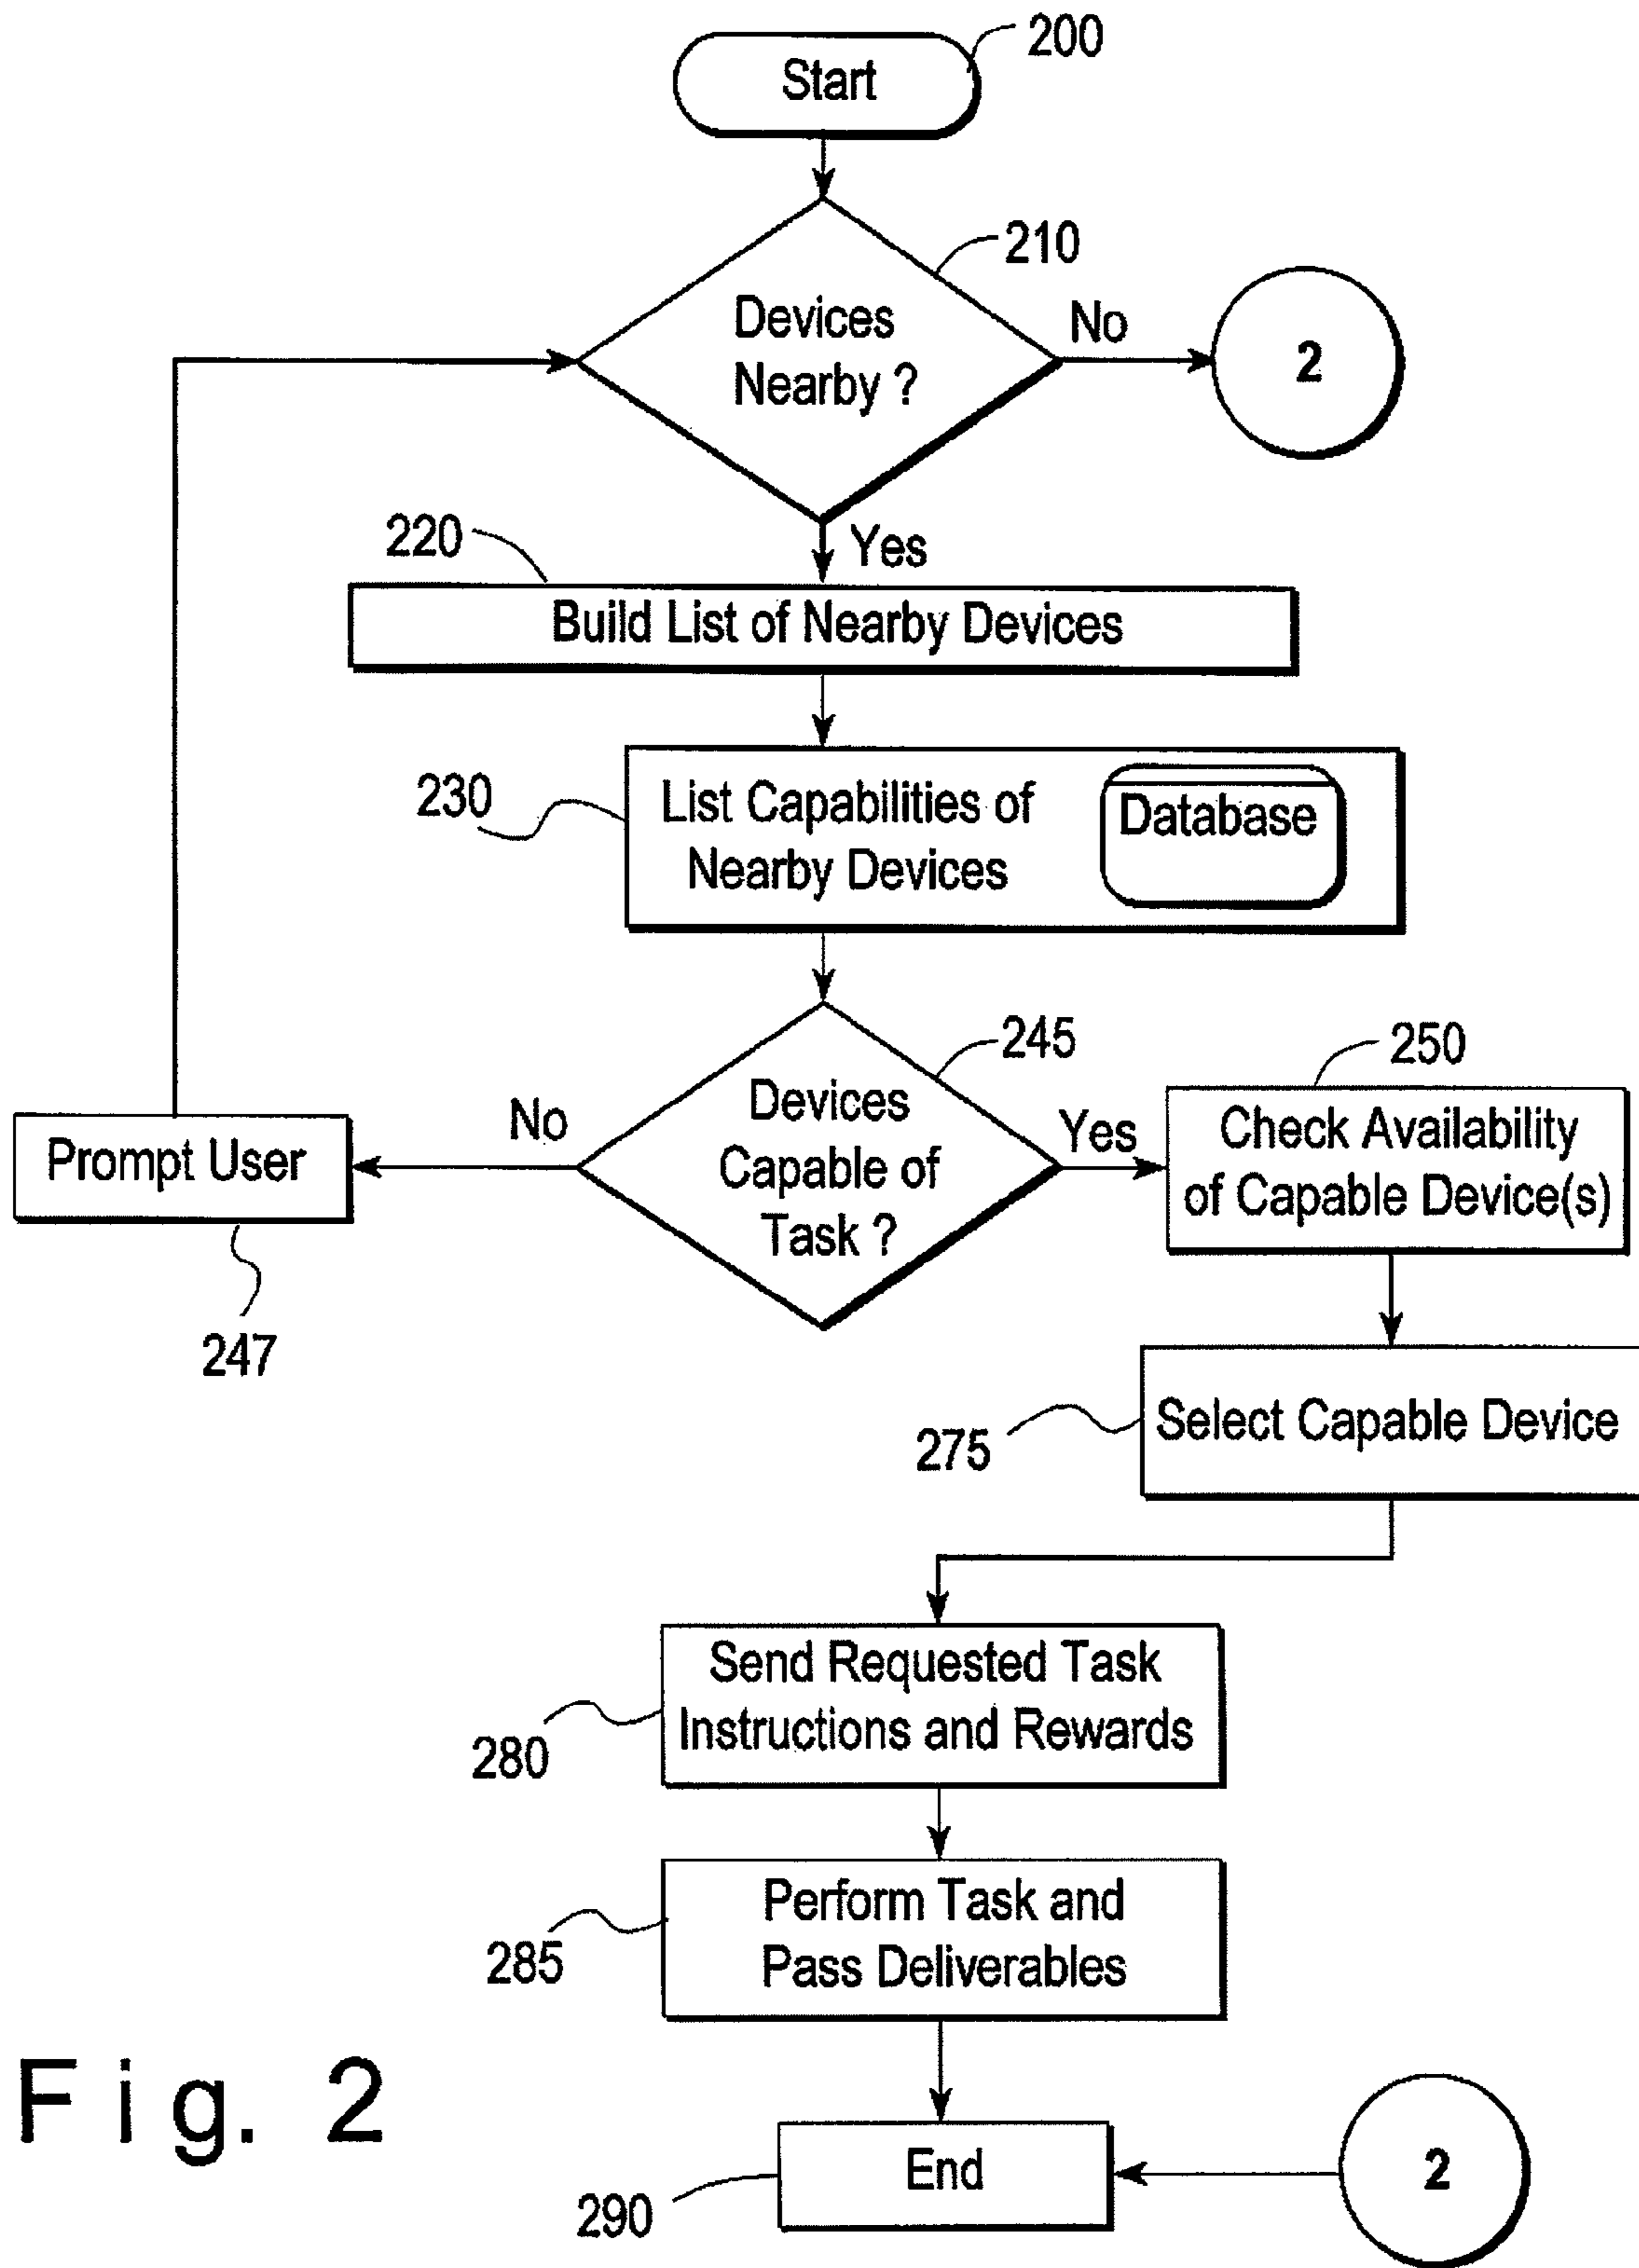 200
Start
210
Devices
Nearby ?
No
2
220
Yes
Build List of Nearby Devices
230
List Capabilities of
Nearby Devices
Database
245
250
Devices
Capable of
Task ?
No
Yes
Prompt User
Check Availability
of Capable Device(s)
247
275
Select Capable Device
Send Requested Task
Instructions and Rewards
280
Perform Task and
Pass Deliverables
285
Fig. 2
End
2
290